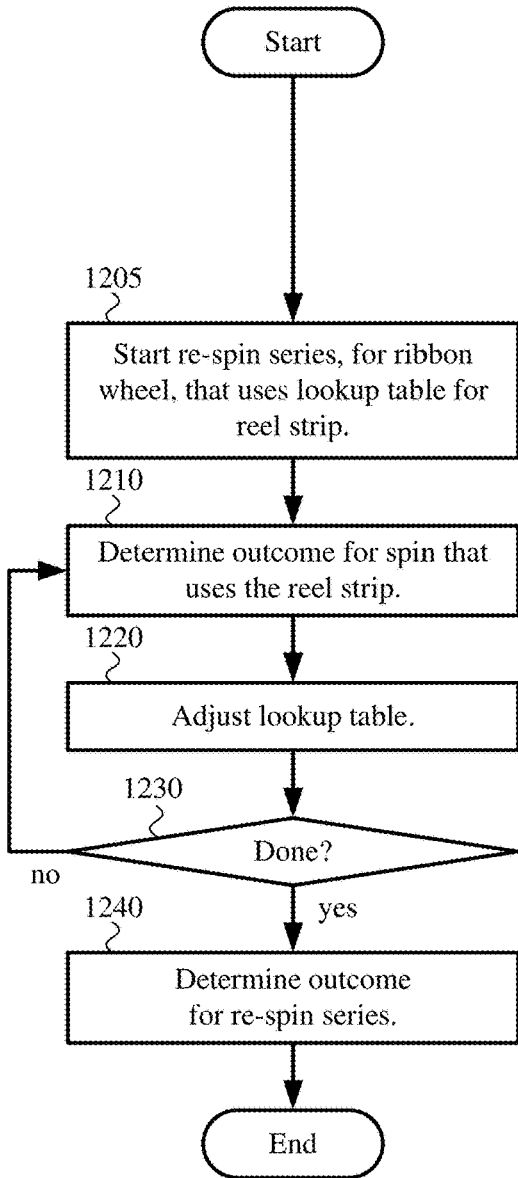 Start
1205
Start re-spin series, for ribbon
wheel, that uses lookup table for
reel strip.
1210
Determine outcome for spin that
uses the reel strip.
1220
Adjust lookup table.
1230
Done?
no
yes
1240
Determine outcome
for re-spin series.
End